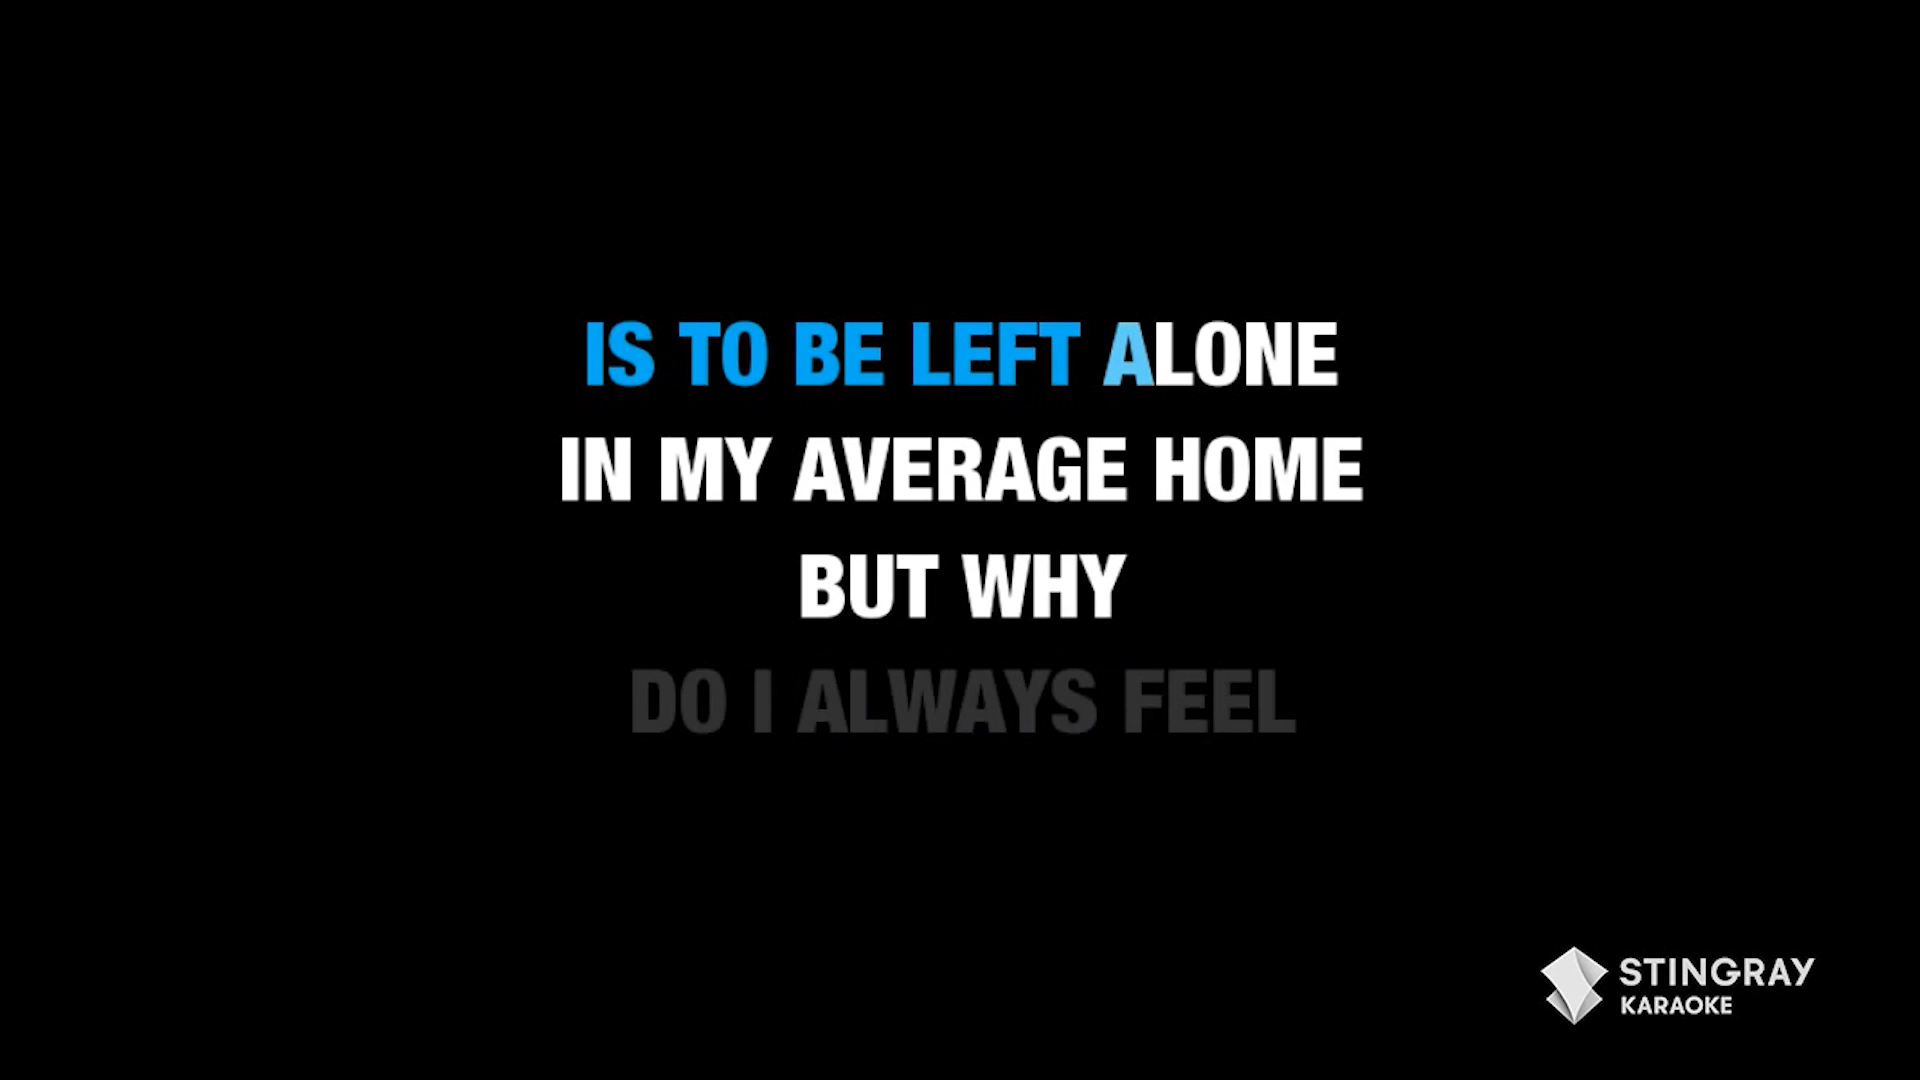 IS TO BE LEFT ALONE
IN MY AVERAGE HOME
BUT WHY
DO I ALWAYS FEEL
STINGRAY
KARAOKE